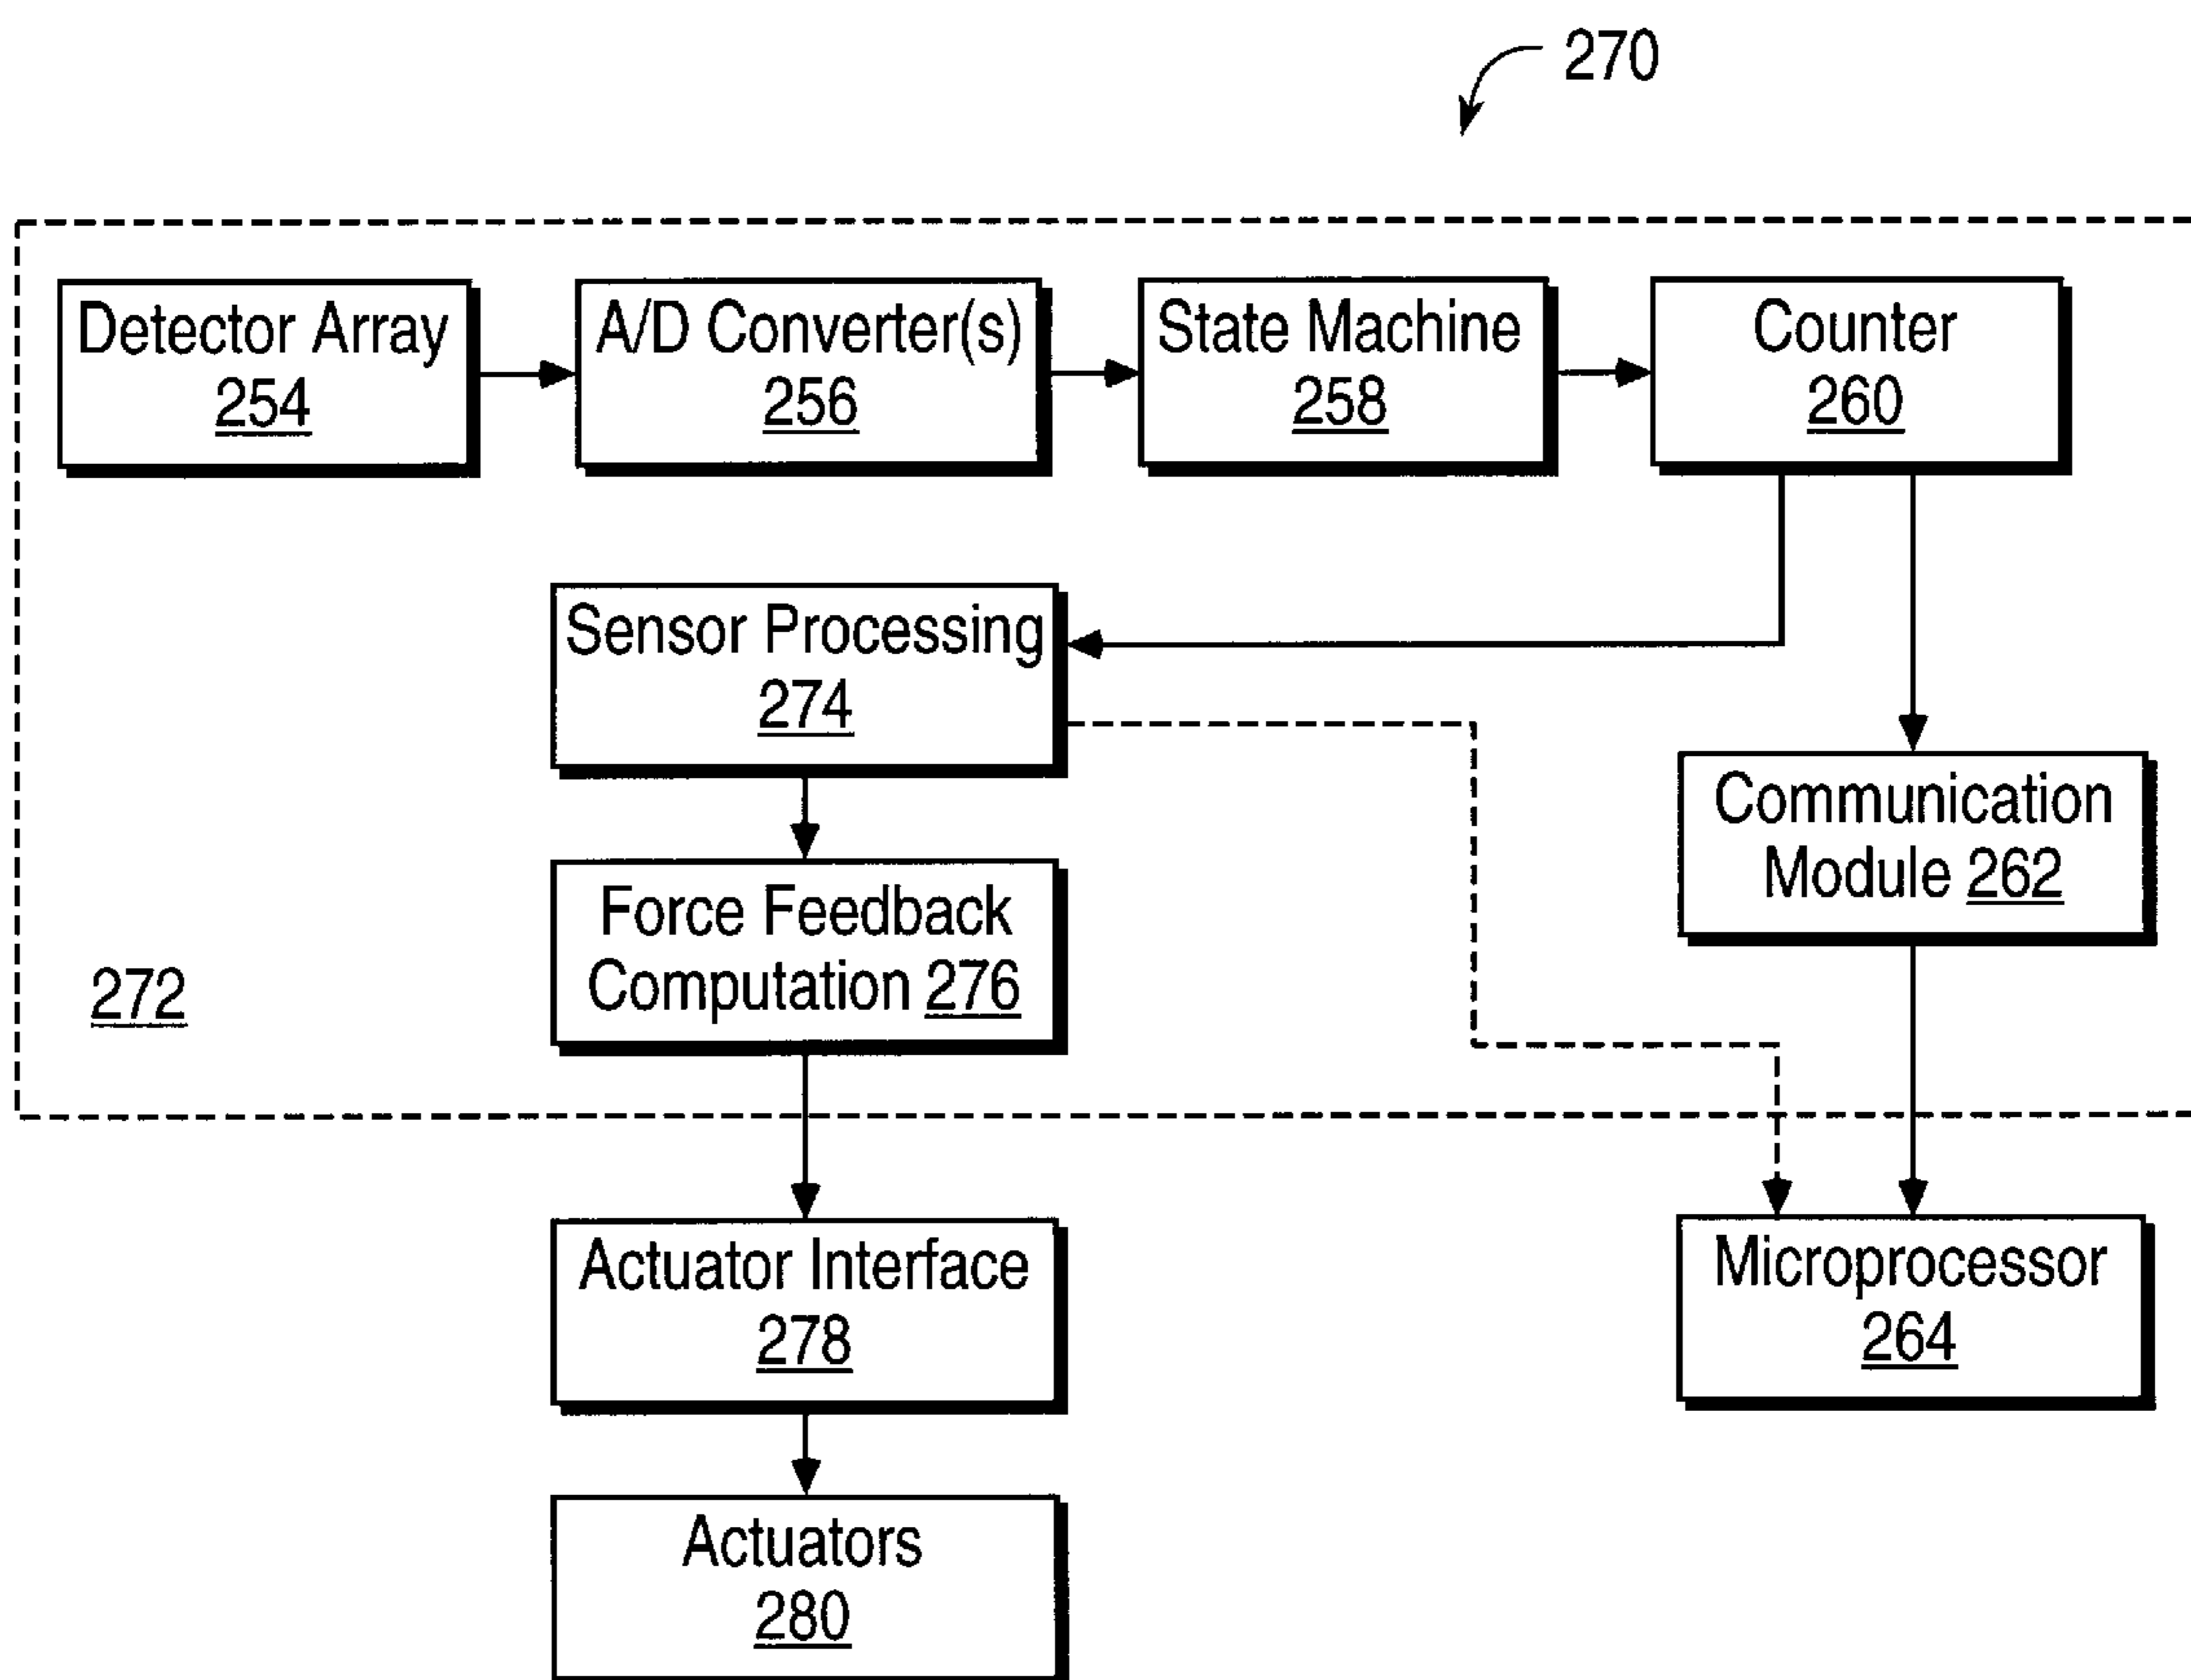 270
Detector Array
254
A/D Converter(s)
256
State Machine
258
Counter
260
Sensor Processing
274
Communication
Module 262
Force Feedback
Computation 276
272
Actuator Interface
278
Microprocessor
264
Actuators
280